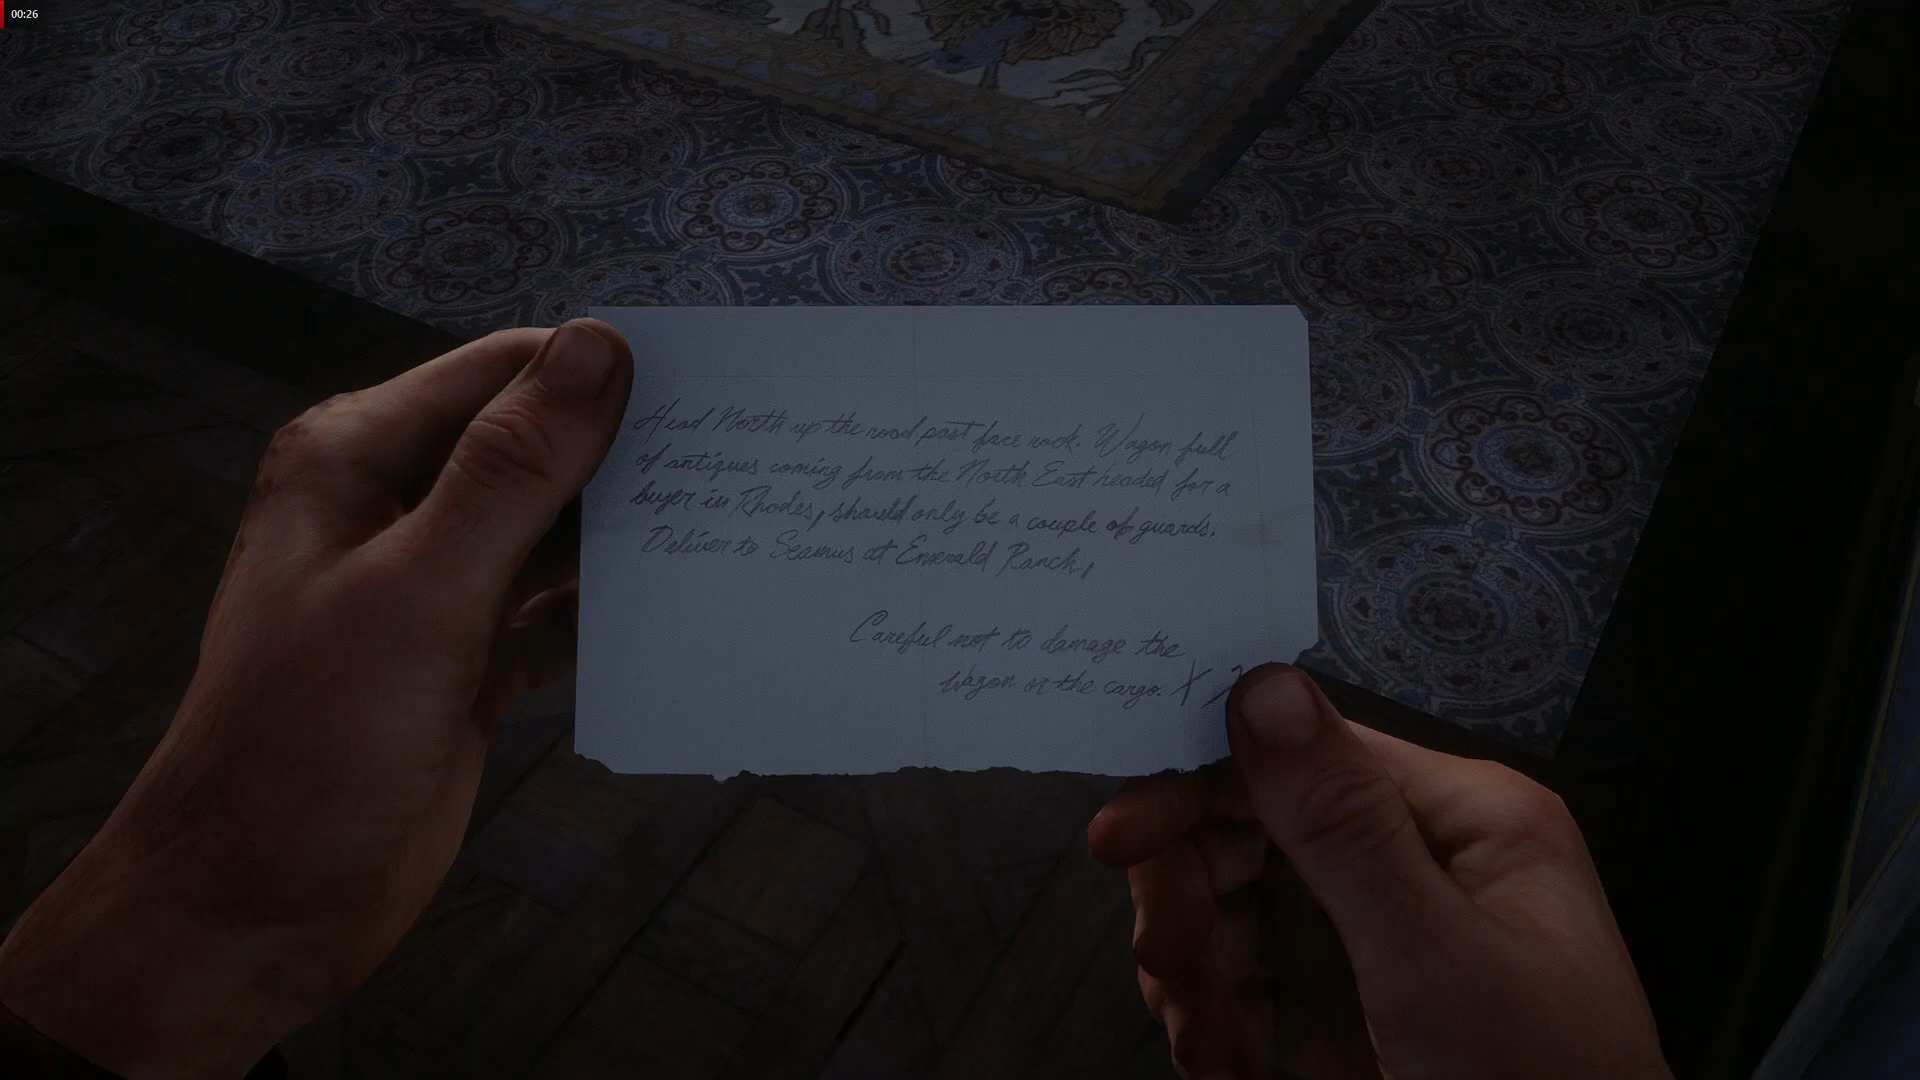 00:26
Head North up the road past face rock. Wagon full
of antiques coming from the North East headed for a
buyer in Rhodes, should only be a couple of guards.
Deliver to Seamus at Emerald Ranch,
Careful not to damage the
Wagon or the cargo. X